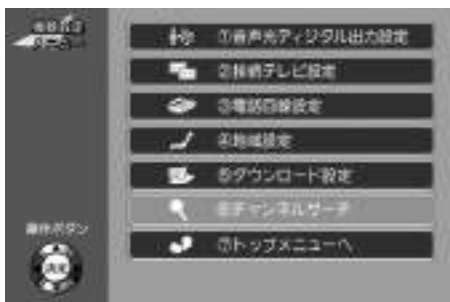 ①音声光ディジタル出力設定
②接続テレビ設定
③電話回線設定
④地域設定
⑤ダウンロード設定
⑥チャンネルサーチ
⑦トップメニューへ
操作ボタン
決定